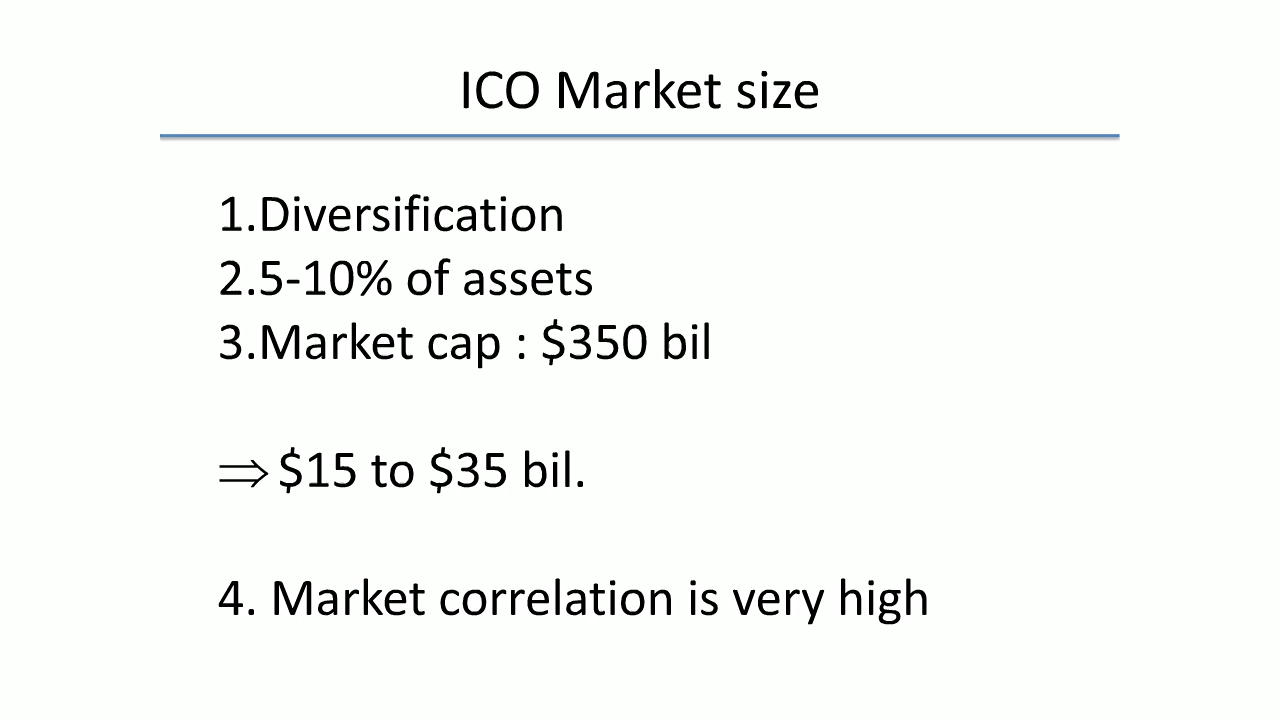 ICO Market size
1.Diversification
2.5-10% of assets
3.Market cap : $350 bil
⇒ $15 to $35 bil.
4. Market correlation is very high